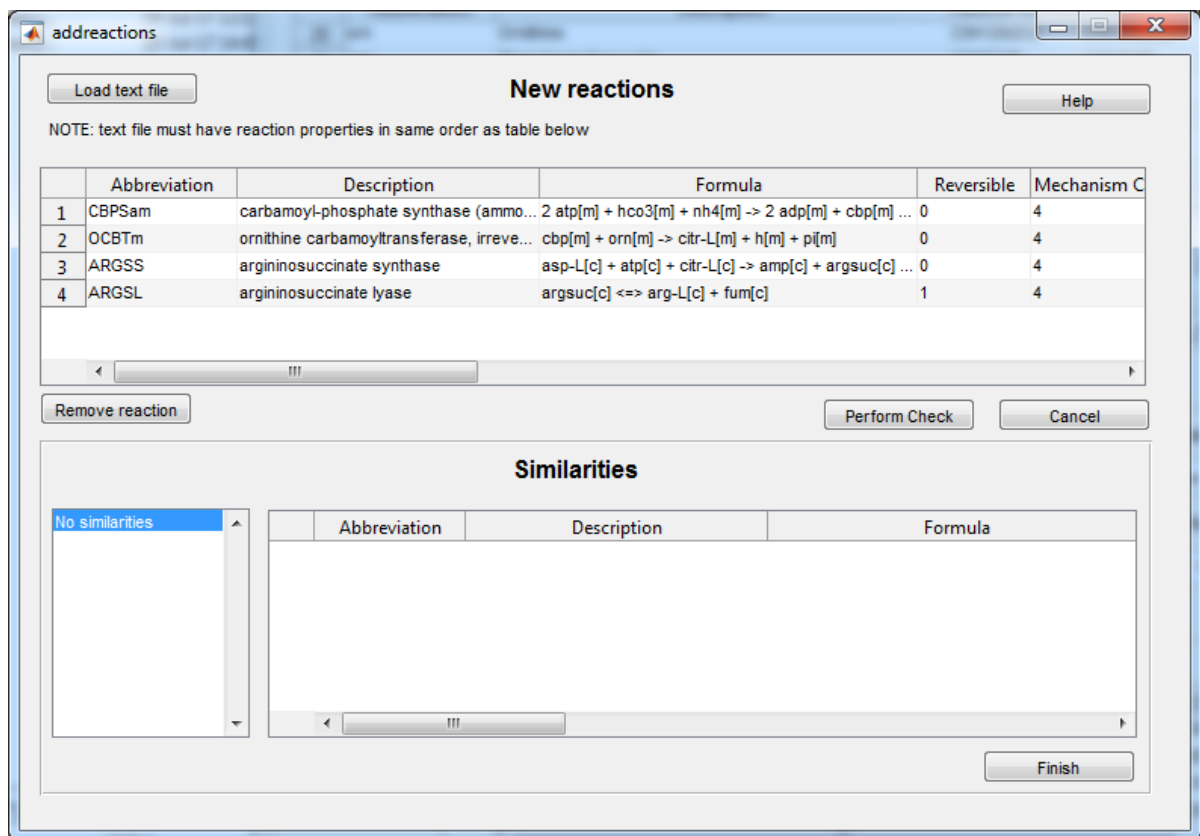 addreactions
Load text file
New reactions
Help
NOTE: text file must have reaction properties in same order as table below
Abbreviation Description Formula Reversible Mechanism C
1 CBPSam carbamoyl-phosphate synthase (ammo... 2 atp[m] + hco3[m] + nh4[m] -> 2 adp[m] + cbp[m] ... 0 4
2 OCBTm ornithine carbamoyltransferase, irreve... cbp[m] + orn[m] -> citr-L[m] + h[m] + pi[m] 0 4
3 ARGSS argininosuccinate synthase asp-L[c] + atp[c] + citr-L[c] -> amp[c] + argsuc[c] ... 0 4
4 ARGSL argininosuccinate lyase argsuc[c] <=> arg-L[c] + fum[c] 1 4
Remove reaction
Perform Check
Cancel
Similarities
No similarities
Abbreviation Description Formula
Finish